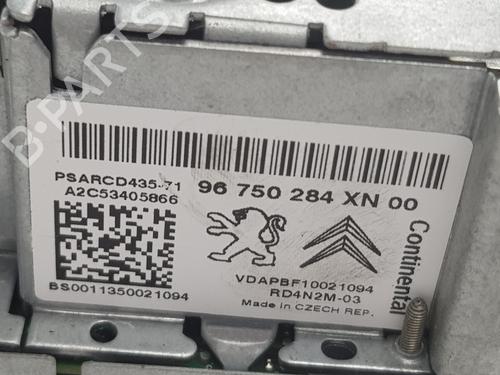 PSARCD435-71
A2C53405866
96 750 284 XN 00
Continental
BS0011350021094
VDAPBF10021094
RD4N2M-03
Made in CZECH REP.
B-PARTS